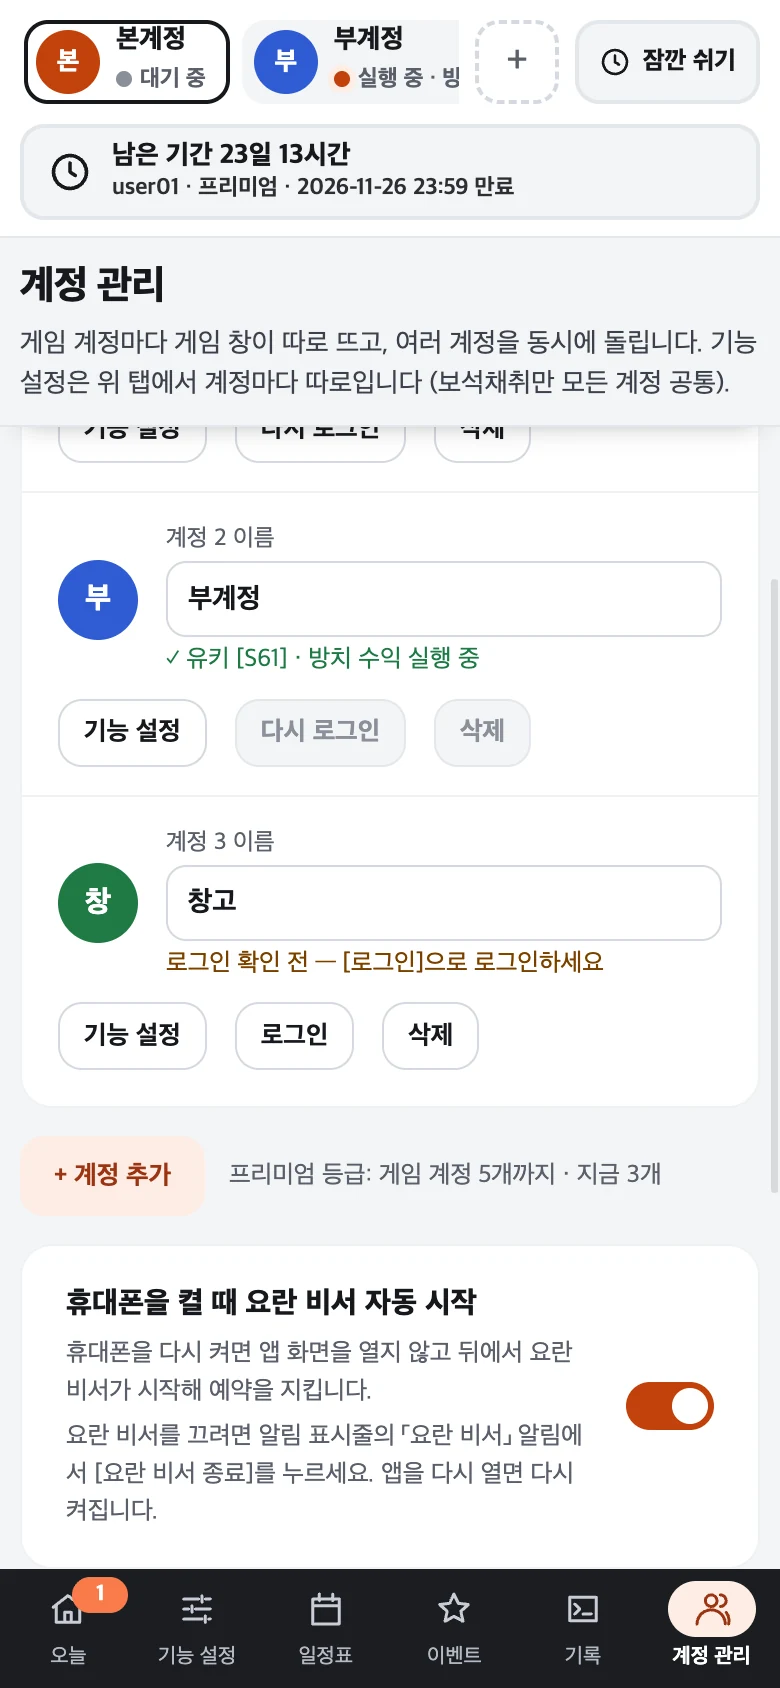 본
본계정
대기 중
부
부계정
실행 중 · 방
+
잠깐 쉬기
남은 기간 23일 13시간
user01 · 프리미엄 · 2026-11-26 23:59 만료
계정 관리
게임 계정마다 게임 창이 따로 뜨고, 여러 계정을 동시에 돌립니다. 기능
설정은 위 탭에서 계정마다 따로입니다 (보석채취만 모든 계정 공통).
기능 설정 다시 로그인 삭제
계정 2 이름
부
부계정
✓ 유키 [S61] · 방치 수익 실행 중
기능 설정 다시 로그인 삭제
계정 3 이름
창
창고
로그인 확인 전 — [로그인]으로 로그인하세요
기능 설정 로그인 삭제
+ 계정 추가 프리미엄 등급: 게임 계정 5개까지 · 지금 3개
휴대폰을 켤 때 요란 비서 자동 시작
휴대폰을 다시 켜면 앱 화면을 열지 않고 뒤에서 요란
비서가 시작해 예약을 지킵니다.
요란 비서를 끄려면 알림 표시줄의 「요란 비서」 알림에
서 [요란 비서 종료]를 누르세요. 앱을 다시 열면 다시
켜집니다.
1
오늘 기능 설정 일정표 이벤트 기록 계정 관리